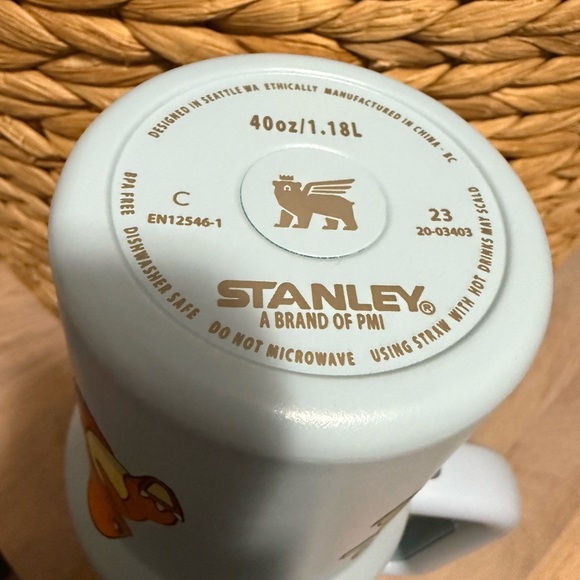 DESIGNED IN SEATTLE WA ETHICALLY MANUFACTURED IN CHINA · BC
40oz/1.18L
C
EN12546-1
23
20-03403
STANLEY®
A BRAND OF PMI
BPA FREE DISHWASHER SAFE DO NOT MICROWAVE USING STRAW WITH HOT DRINKS MAY SCALD